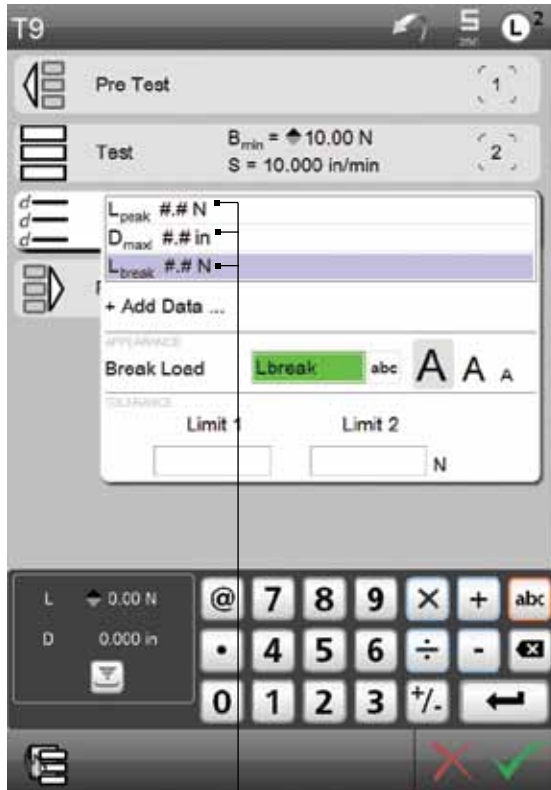 T9
S
L 2
Pre Test
1
Test
Bmin = 10.00 N
S = 10.000 in/min
2
d
d
d
Lpeak #.# N
Dmaxl #.# in
Lbreak #.# N
+ Add Data ...
APPEARANCE
Break Load Lbreak abc A A A
TOLERANCE
Limit 1 Limit 2
N
L 0.00 N
D 0.000 in
@ 7 8 9 × + abc
• 4 5 6 ÷ -
0 1 2 3 +/-